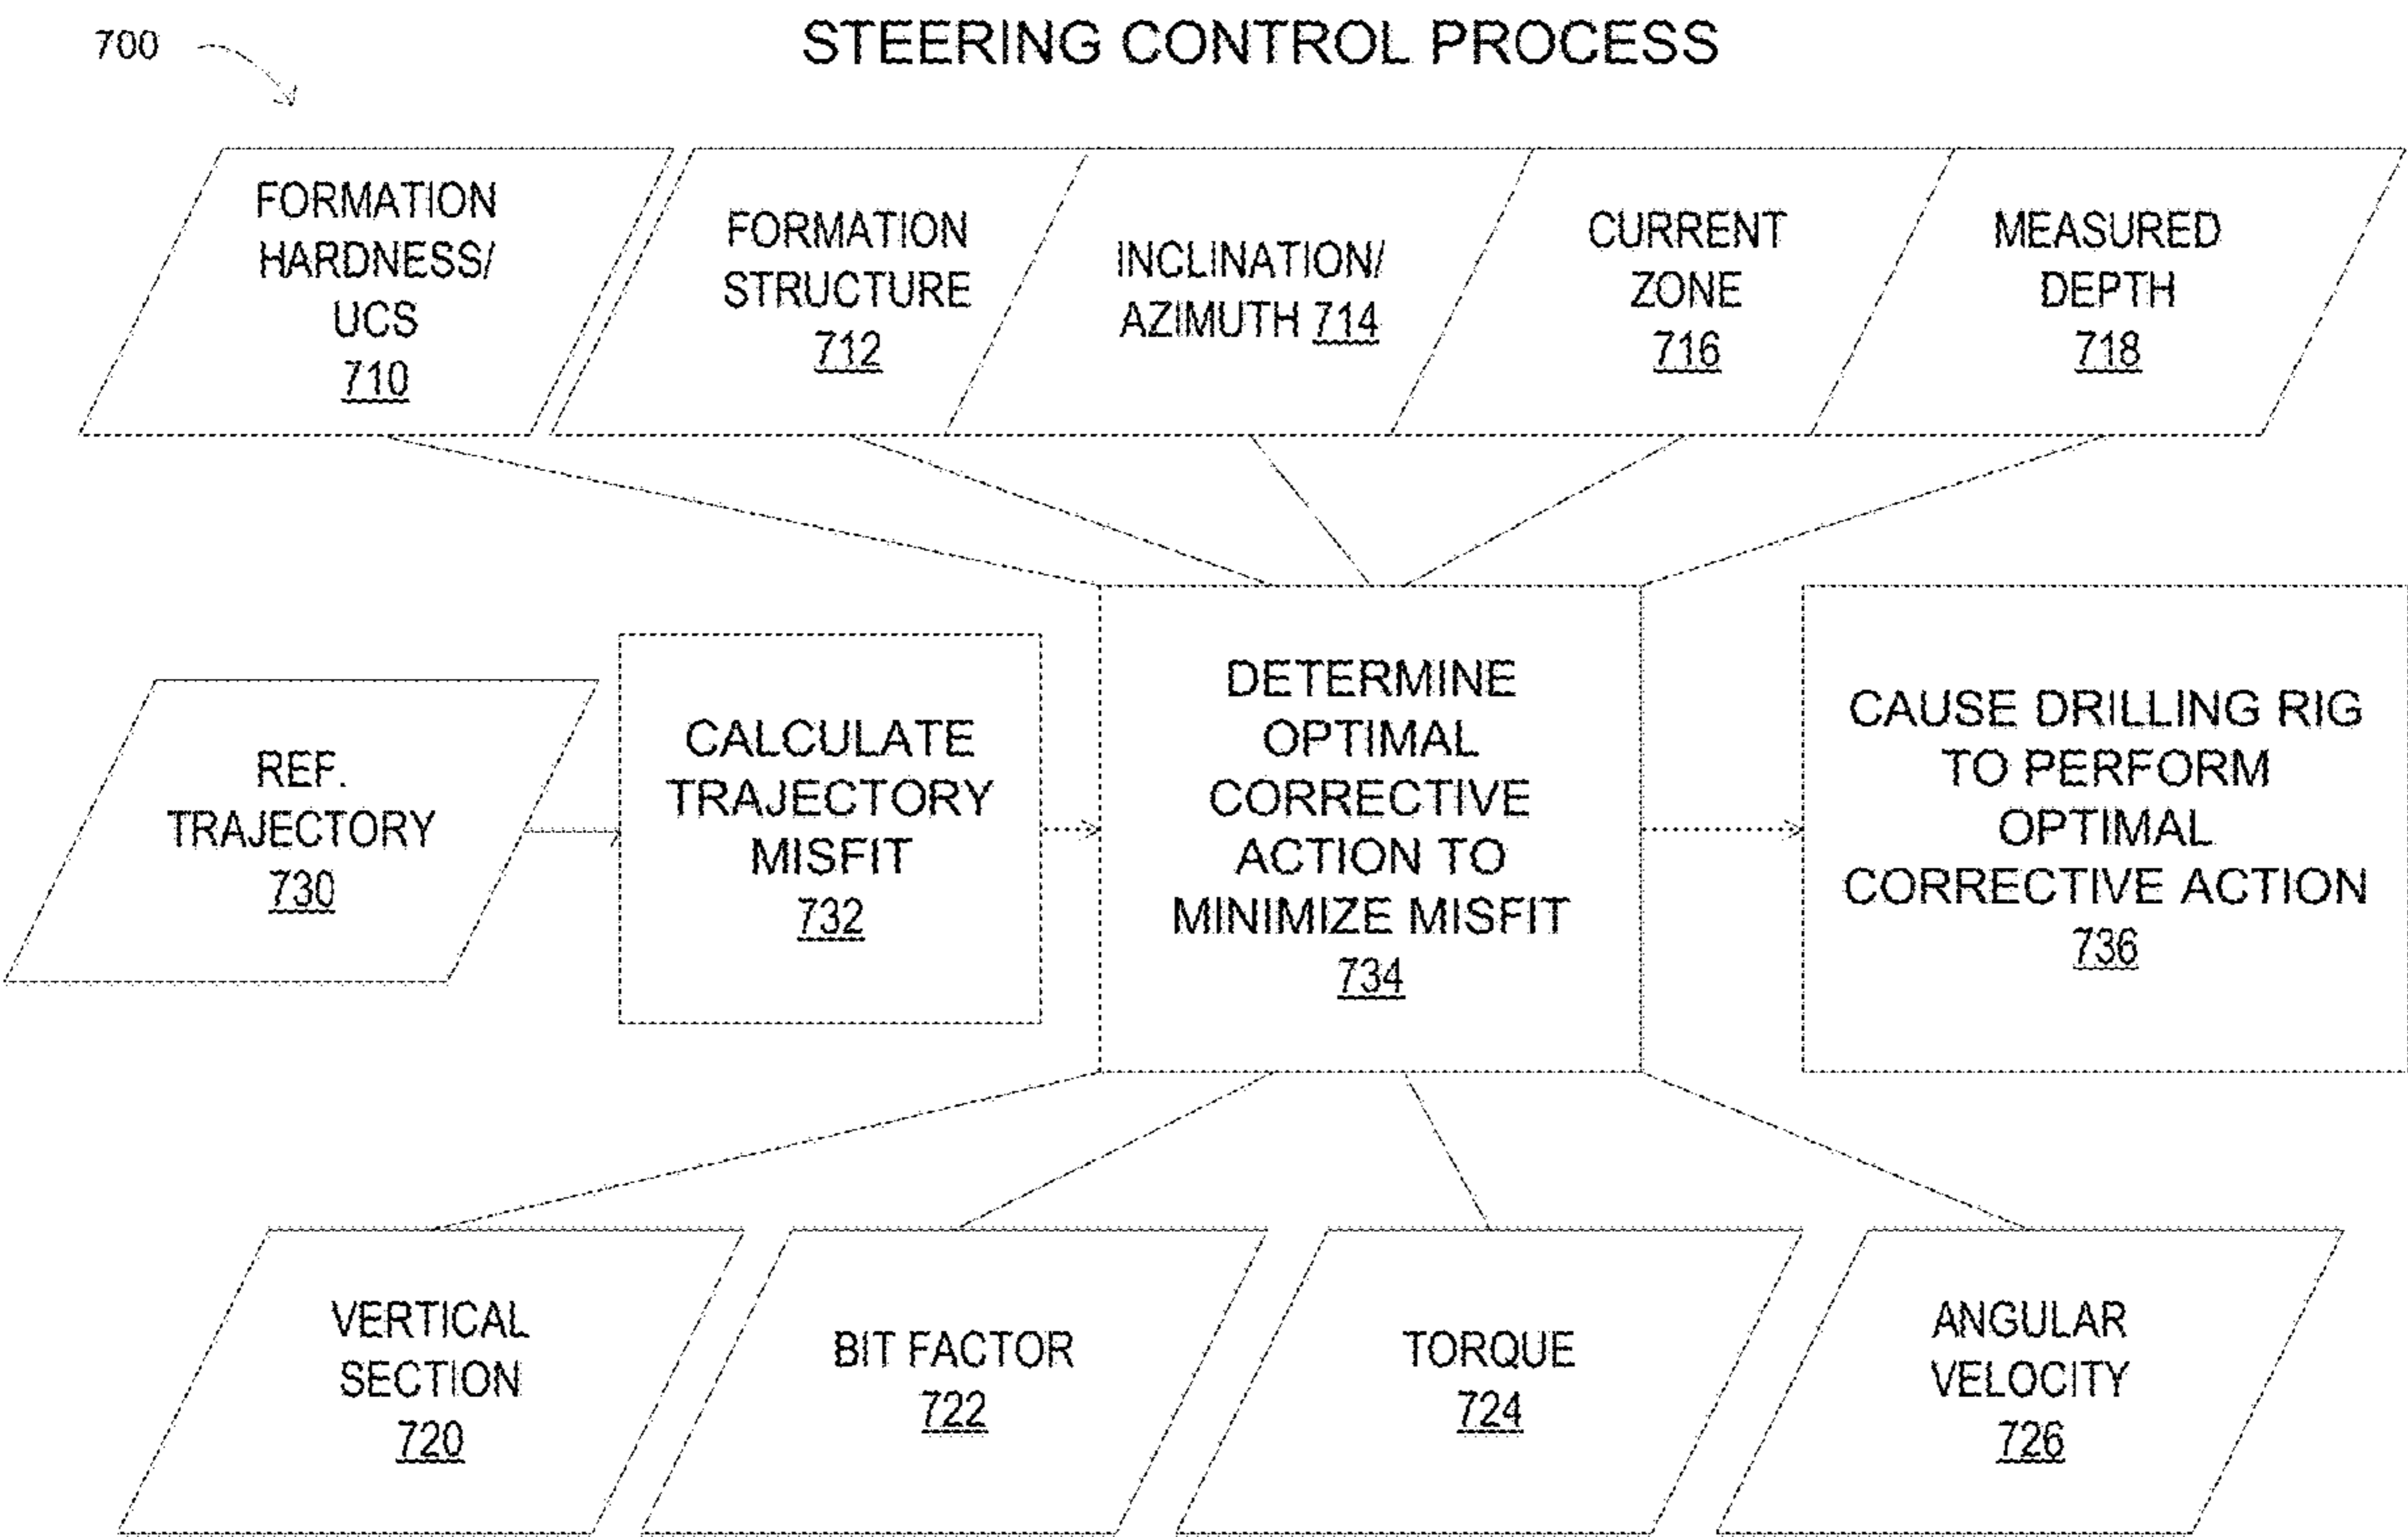 700
STEERING CONTROL PROCESS
FORMATION
HARDNESS/
UCS
710
FORMATION
STRUCTURE
712
INCLINATION/
AZIMUTH 714
CURRENT
ZONE
716
MEASURED
DEPTH
718
REF.
TRAJECTORY
730
CALCULATE
TRAJECTORY
MISFIT
732
DETERMINE
OPTIMAL
CORRECTIVE
ACTION TO
MINIMIZE MISFIT
734
CAUSE DRILLING RIG
TO PERFORM
OPTIMAL
CORRECTIVE ACTION
736
VERTICAL
SECTION
720
BIT FACTOR
722
TORQUE
724
ANGULAR
VELOCITY
726